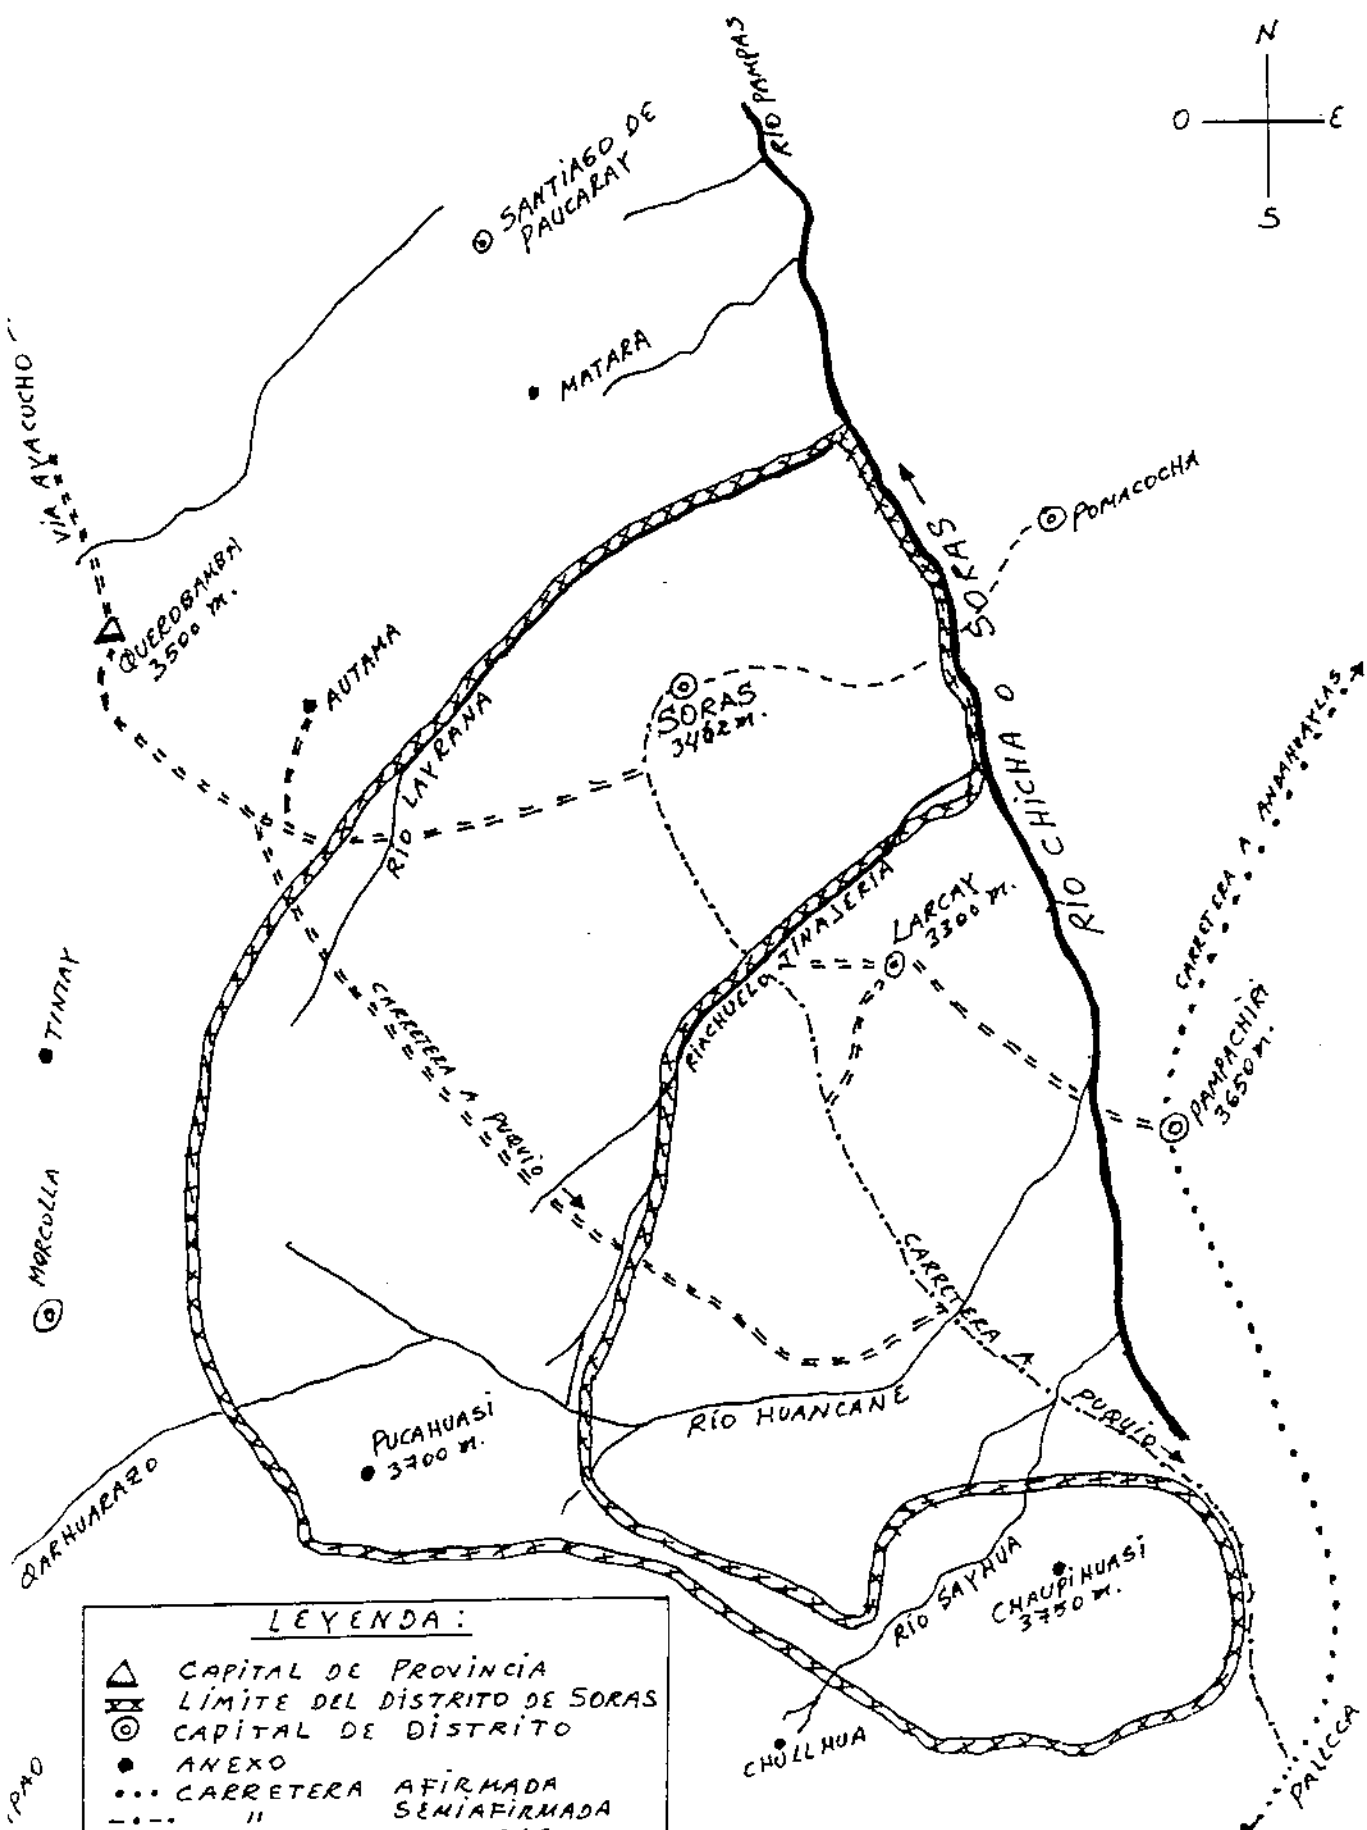 N
O
E
S
RÍO PAMPAS
SANTIAGO DE
PAUCARAY
MATARA
VÍA AYACUCHO
POMACOCHA
QUEROBAMBA
3500 m.
AUTAMA
SORAS
3462 m.
RÍO LAYRANA
RÍO CHICHA O SORAS
CARRETERA A ANDAHUAYLAS
LARCAY
3300 m.
RIACHUELO TINAJERIA
TINTAY
CARRETERA A PUQUIO
PAMPACHIRI
3650 m.
MORCOLLA
CARRETERA A PUQUIO
RÍO HUANCANE
PUCAHUASI
3700 m.
QARHUARAZO
RÍO SAYHUA
CHAUPIHUASI
3750 m.
CHULLHUA
PALLCCA
LEYENDA:
CAPITAL DE PROVINCIA
LÍMITE DEL DISTRITO DE SORAS
CAPITAL DE DISTRITO
ANEXO
CARRETERA AFIRMADA
" SEMIAFIRMADA